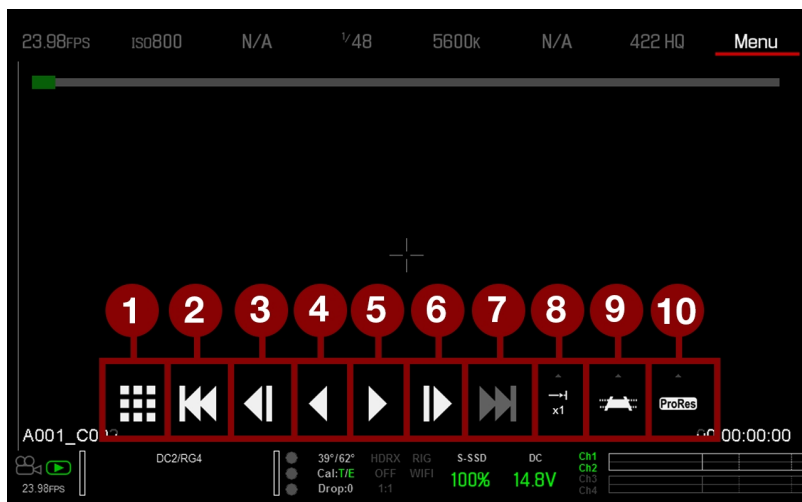 23.98FPS ISO800 N/A 1/48 5600K N/A 422 HQ Menu
1 2 3 4 5 6 7 8 9 10
x1 ProRes
A001_C00 00:00:00
DC2/RG4 39°/62° HDRX RIG S-SSD DC Ch1
Cal:T/E OFF WIFI 100% 14.8V Ch2
23.98FPS Drop:0 1:1 Ch3
Ch4